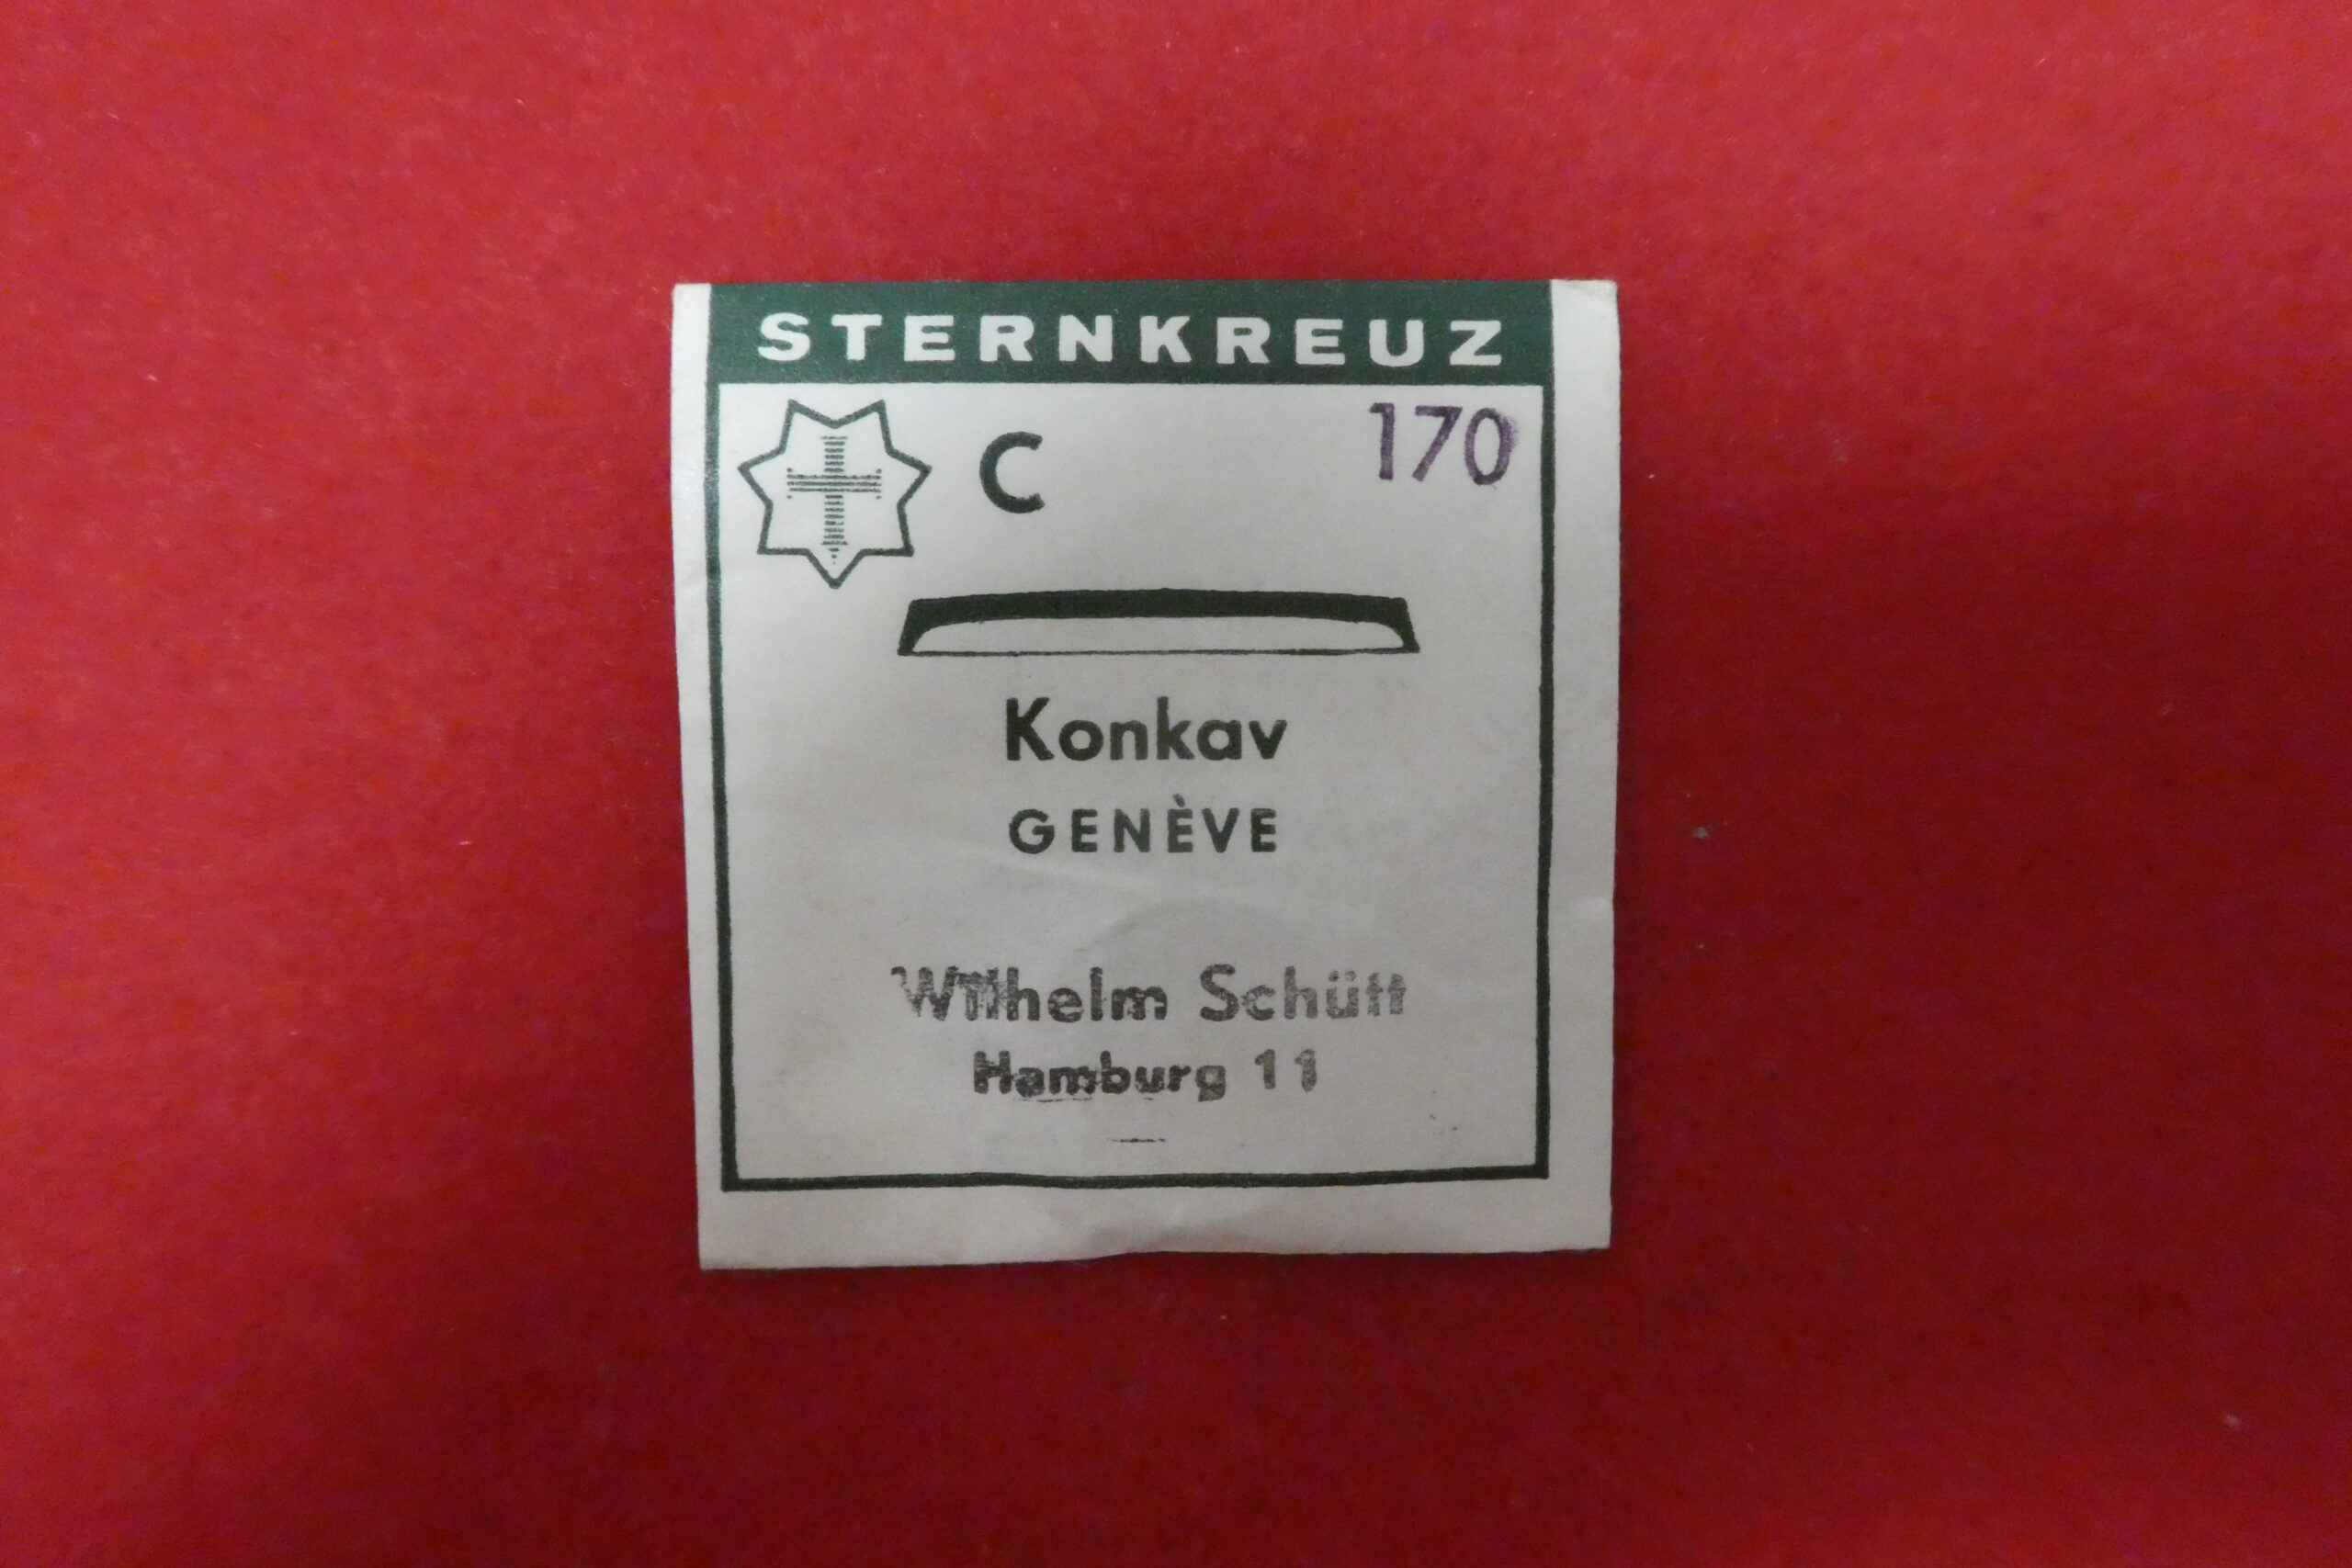 STERNKREUZ
C 170
Konkav
GENÈVE
Wilhelm Schütt
Hamburg 11